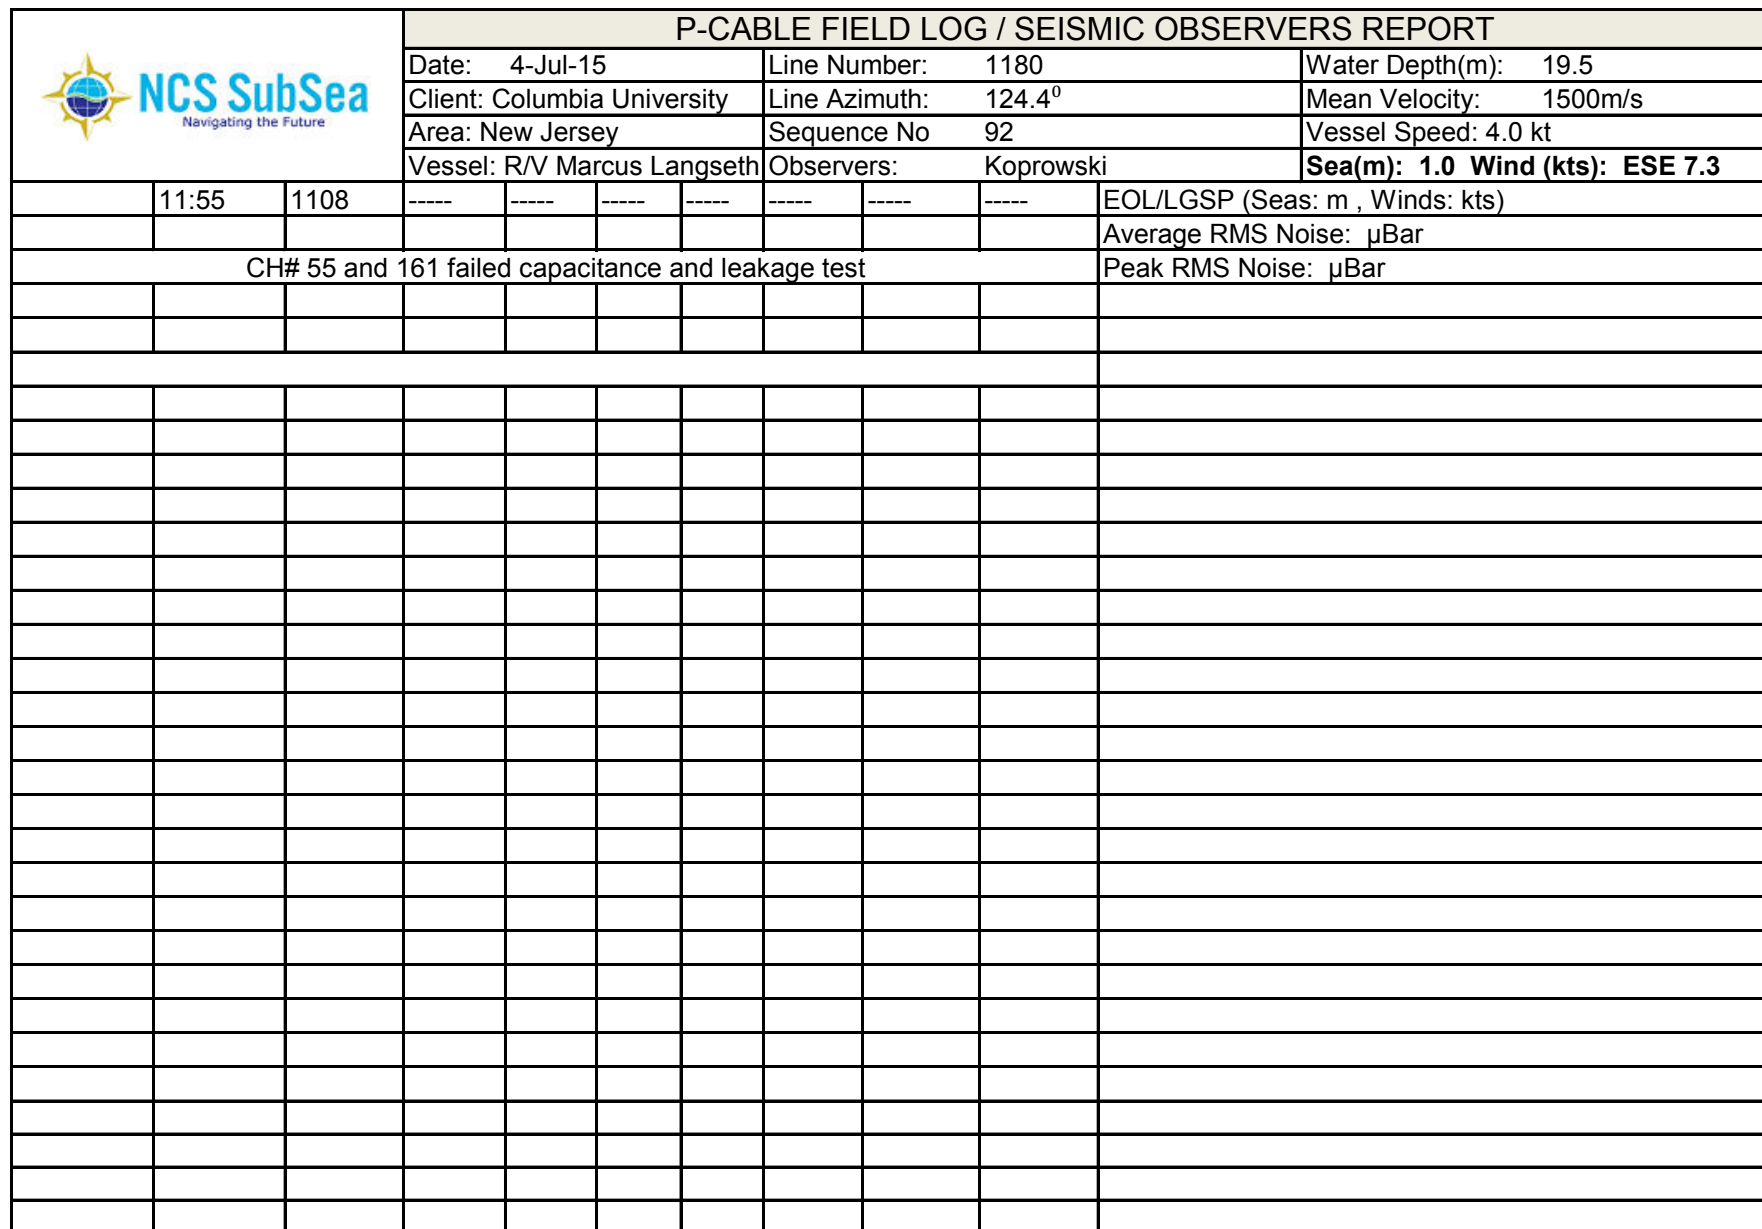 P-CABLE FIELD LOG / SEISMIC OBSERVERS REPORT
NCS SubSea
Navigating the Future
Date: 4-Jul-15 Line Number: 1180 Water Depth(m): 19.5
Client: Columbia University Line Azimuth: 124.4⁰ Mean Velocity: 1500m/s
Area: New Jersey Sequence No 92 Vessel Speed: 4.0 kt
Vessel: R/V Marcus Langseth Observers: Koprowski Sea(m): 1.0 Wind (kts): ESE 7.3
11:55 1108 ----- ----- ----- ----- ----- ----- ----- EOL/LGSP (Seas: m , Winds: kts)
Average RMS Noise: µBar
CH# 55 and 161 failed capacitance and leakage test Peak RMS Noise: µBar